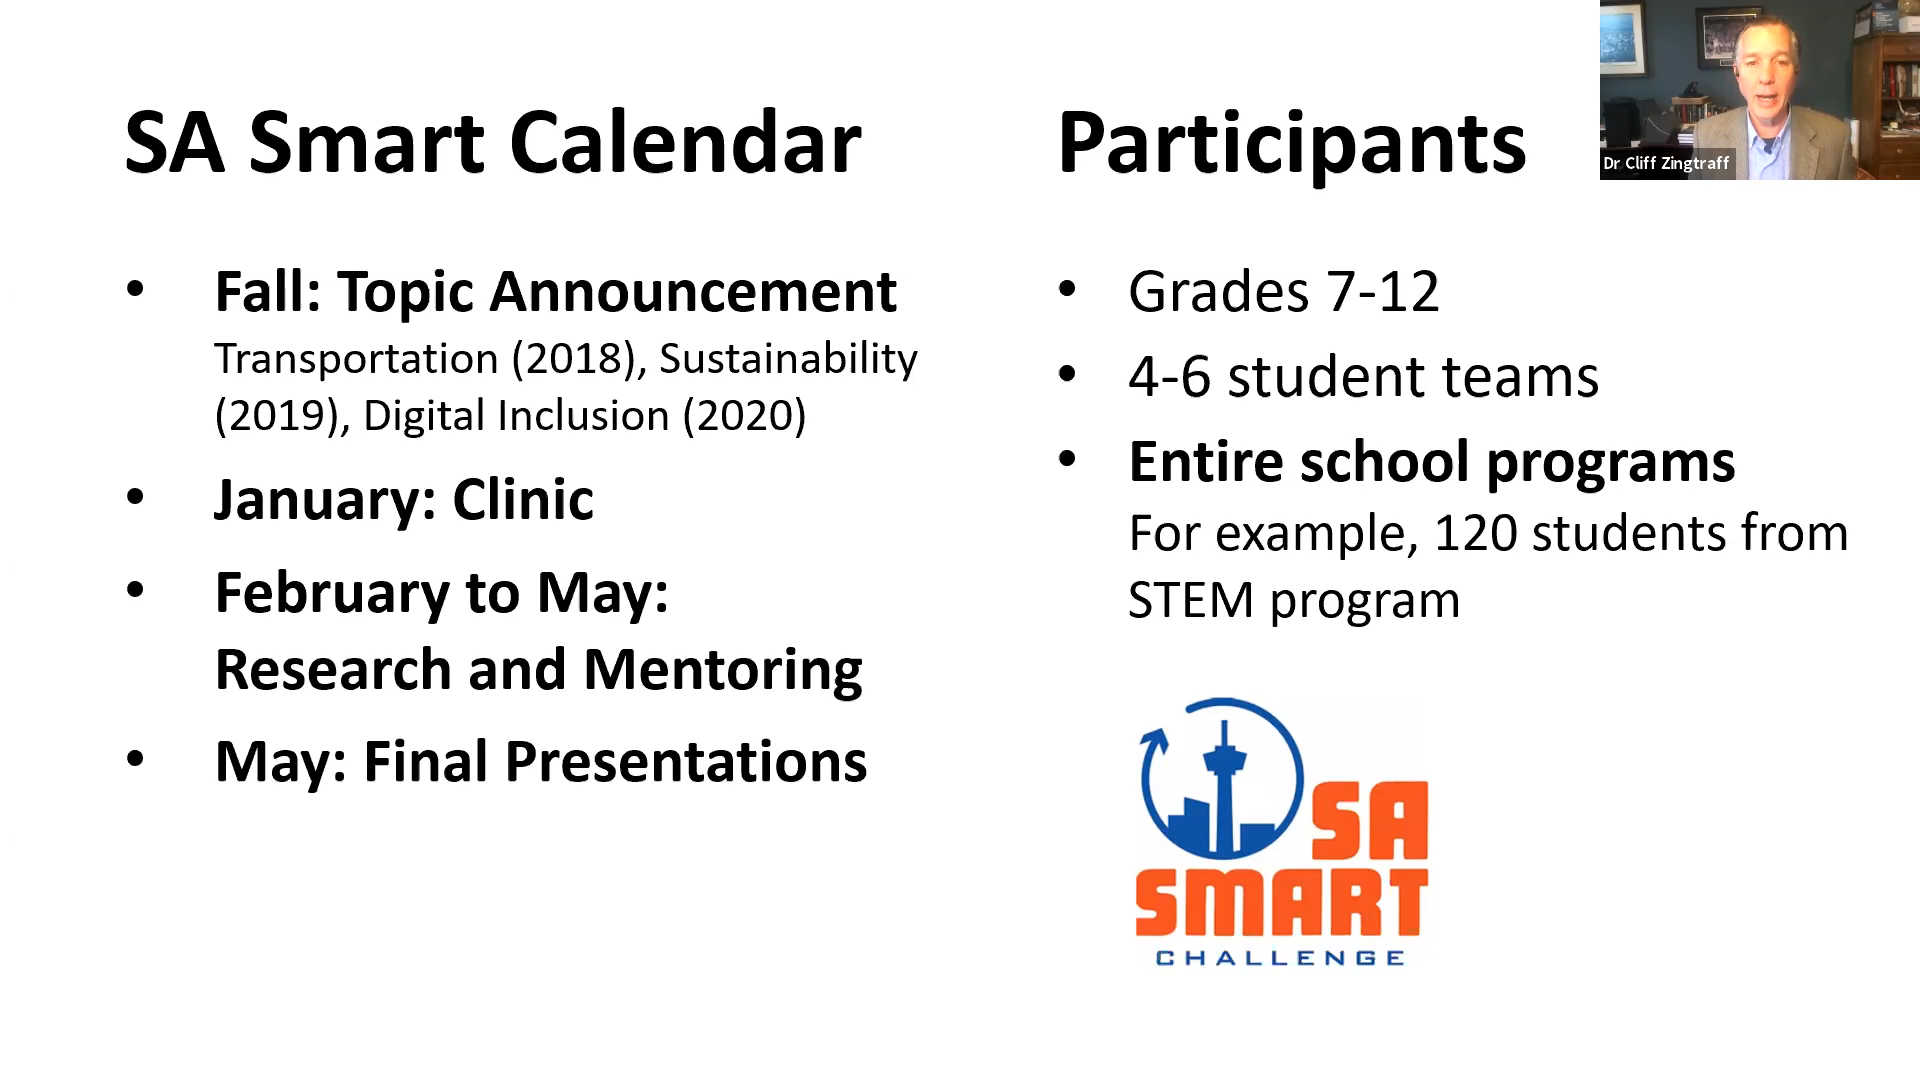 SA Smart Calendar
• Fall: Topic Announcement
Transportation (2018), Sustainability
(2019), Digital Inclusion (2020)
• January: Clinic
• February to May:
Research and Mentoring
• May: Final Presentations
Participants
• Grades 7-12
• 4-6 student teams
• Entire school programs
For example, 120 students from
STEM program
SA
SMART
CHALLENGE
Dr Cliff Zingtraff